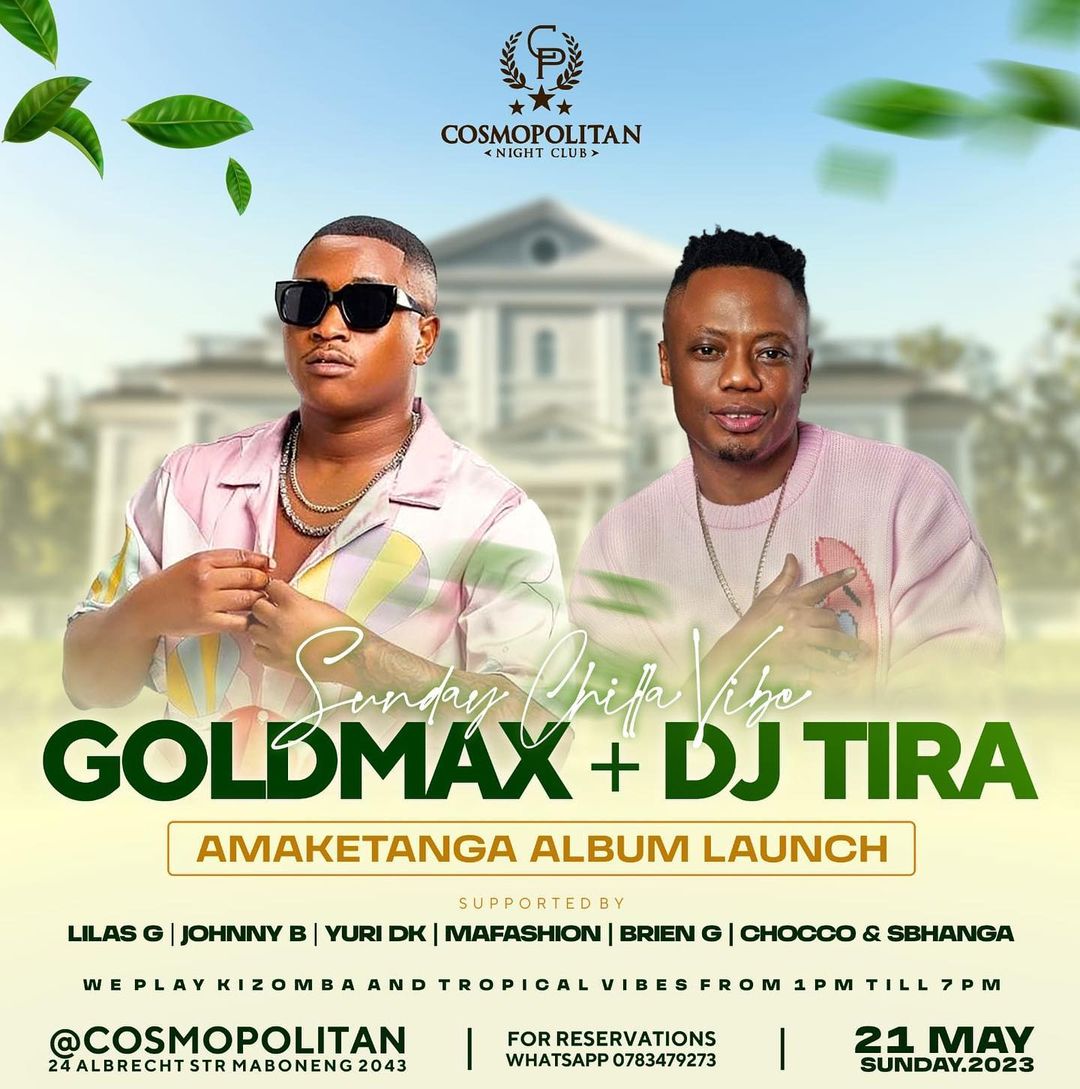 CP
COSMOPOLITAN
NIGHT CLUB
Sunday Chilla Vibe
GOLDMAX + DJ TIRA
AMAKETANGA ALBUM LAUNCH
SUPPORTED BY
LILAS G | JOHNNY B | YURI DK | MAFASHION | BRIEN G | CHOCCO & SBHANGA
WE PLAY KIZOMBA AND TROPICAL VIBES FROM 1PM TILL 7PM
@COSMOPOLITAN
24 ALBRECHT STR MABONENG 2043
FOR RESERVATIONS
WHATSAPP 0783479273
21 MAY
SUNDAY.2023